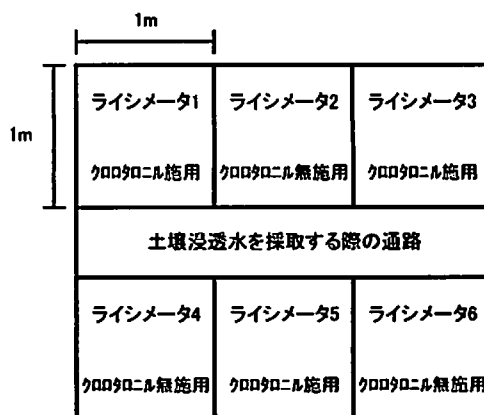 1m
1m
ライシメータ1 ライシメータ2 ライシメータ3
クロロタロニル施用 クロロタロニル無施用 クロロタロニル施用
土壌浸透水を採取する際の通路
ライシメータ4 ライシメータ5 ライシメータ6
クロロタロニル無施用 クロロタロニル施用 クロロタロニル無施用